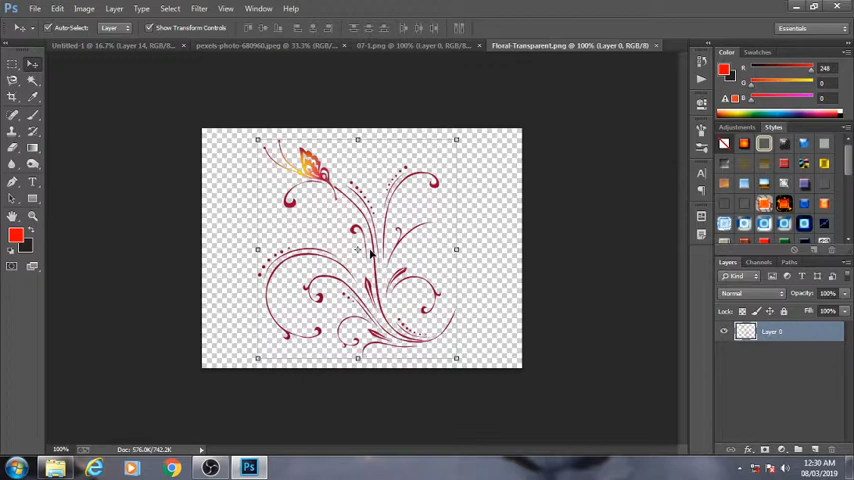 Ps File Edit Image Layer Type Select Filter View Window Help
Auto-Select: Layer Show Transform Controls Essentials
Untitled-1 @ 16.7% (Layer 14, RGB/8) × pexels-photo-680960.jpeg @ 33.3% (RGB/8*) × 07-1.png @ 100% (Layer 0, RGB/8) × Floral-Transparent.png @ 100% (Layer 0, RGB/8) ×
Color Swatches
R 248
G 0
B 0
Adjustments Styles
Layers Channels Paths
Kind
Normal Opacity: 100%
Lock: Fill: 100%
Layer 0
100% Doc: 576.0K/742.2K
Ps
12:30 AM
08/03/2019